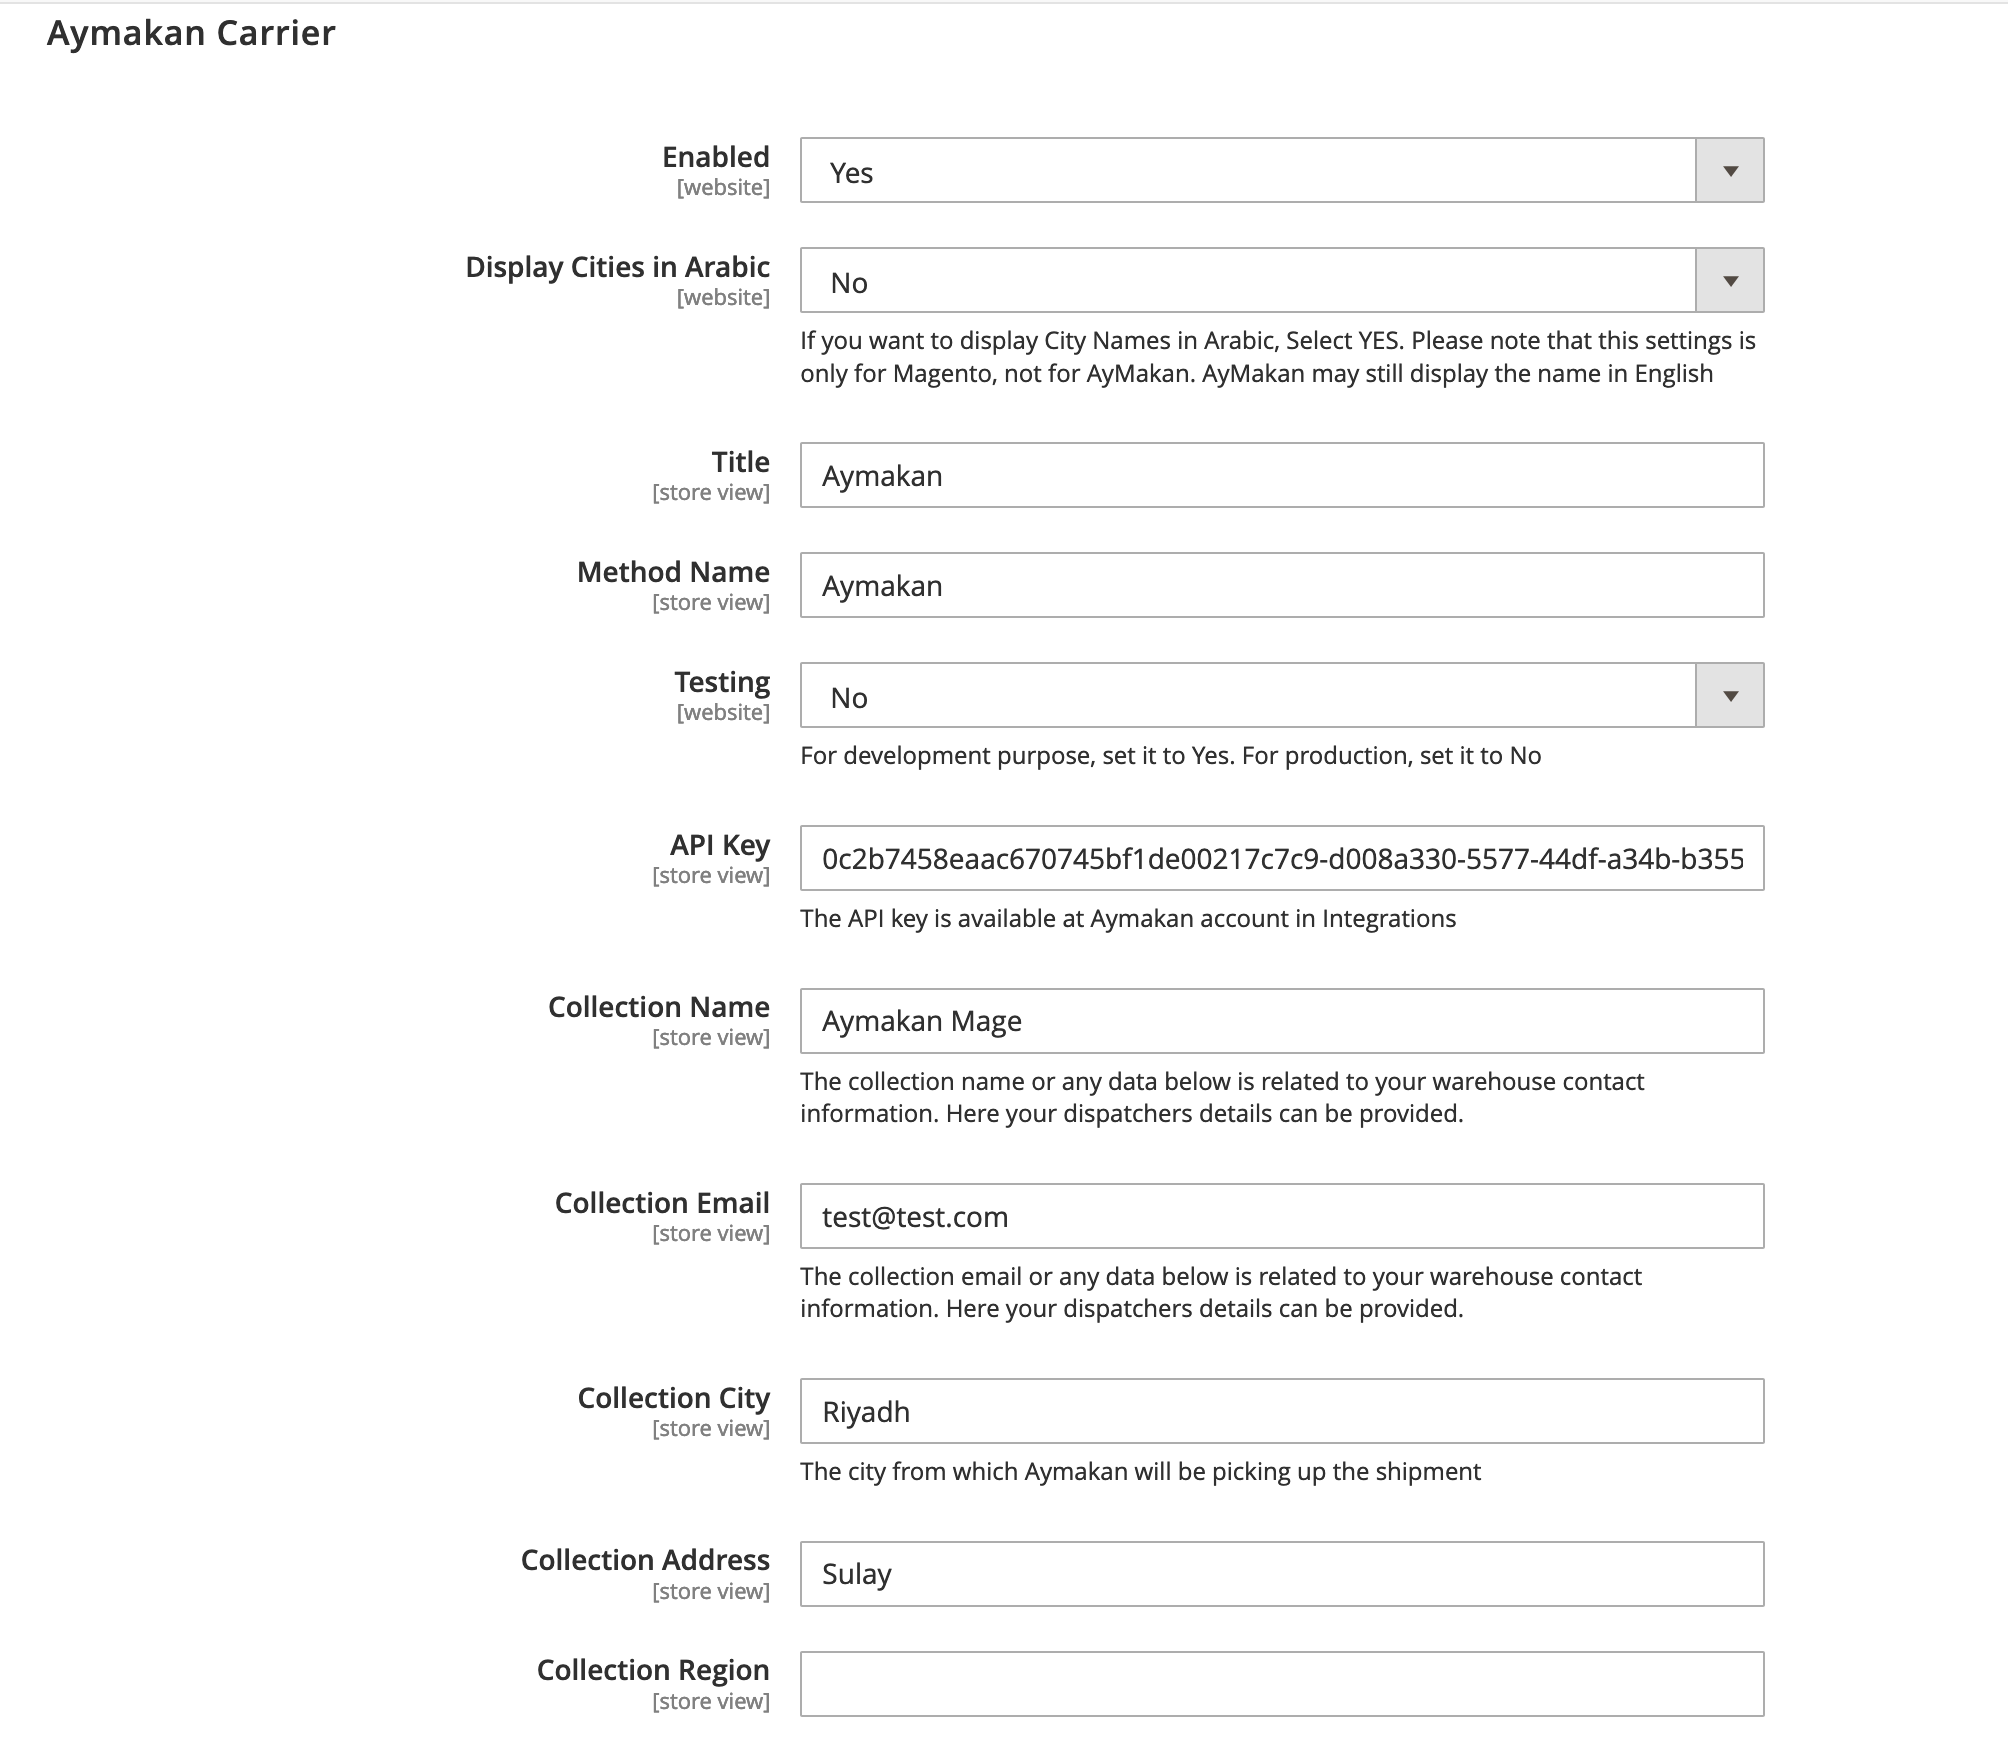 Aymakan Carrier
Enabled
[website]
Yes
Display Cities in Arabic
[website]
No
If you want to display City Names in Arabic, Select YES. Please note that this settings is
only for Magento, not for AyMakan. AyMakan may still display the name in English
Title
[store view]
Aymakan
Method Name
[store view]
Aymakan
Testing
[website]
No
For development purpose, set it to Yes. For production, set it to No
API Key
[store view]
0c2b7458eaac670745bf1de00217c7c9-d008a330-5577-44df-a34b-b355
The API key is available at Aymakan account in Integrations
Collection Name
[store view]
Aymakan Mage
The collection name or any data below is related to your warehouse contact
information. Here your dispatchers details can be provided.
Collection Email
[store view]
test@test.com
The collection email or any data below is related to your warehouse contact
information. Here your dispatchers details can be provided.
Collection City
[store view]
Riyadh
The city from which Aymakan will be picking up the shipment
Collection Address
[store view]
Sulay
Collection Region
[store view]